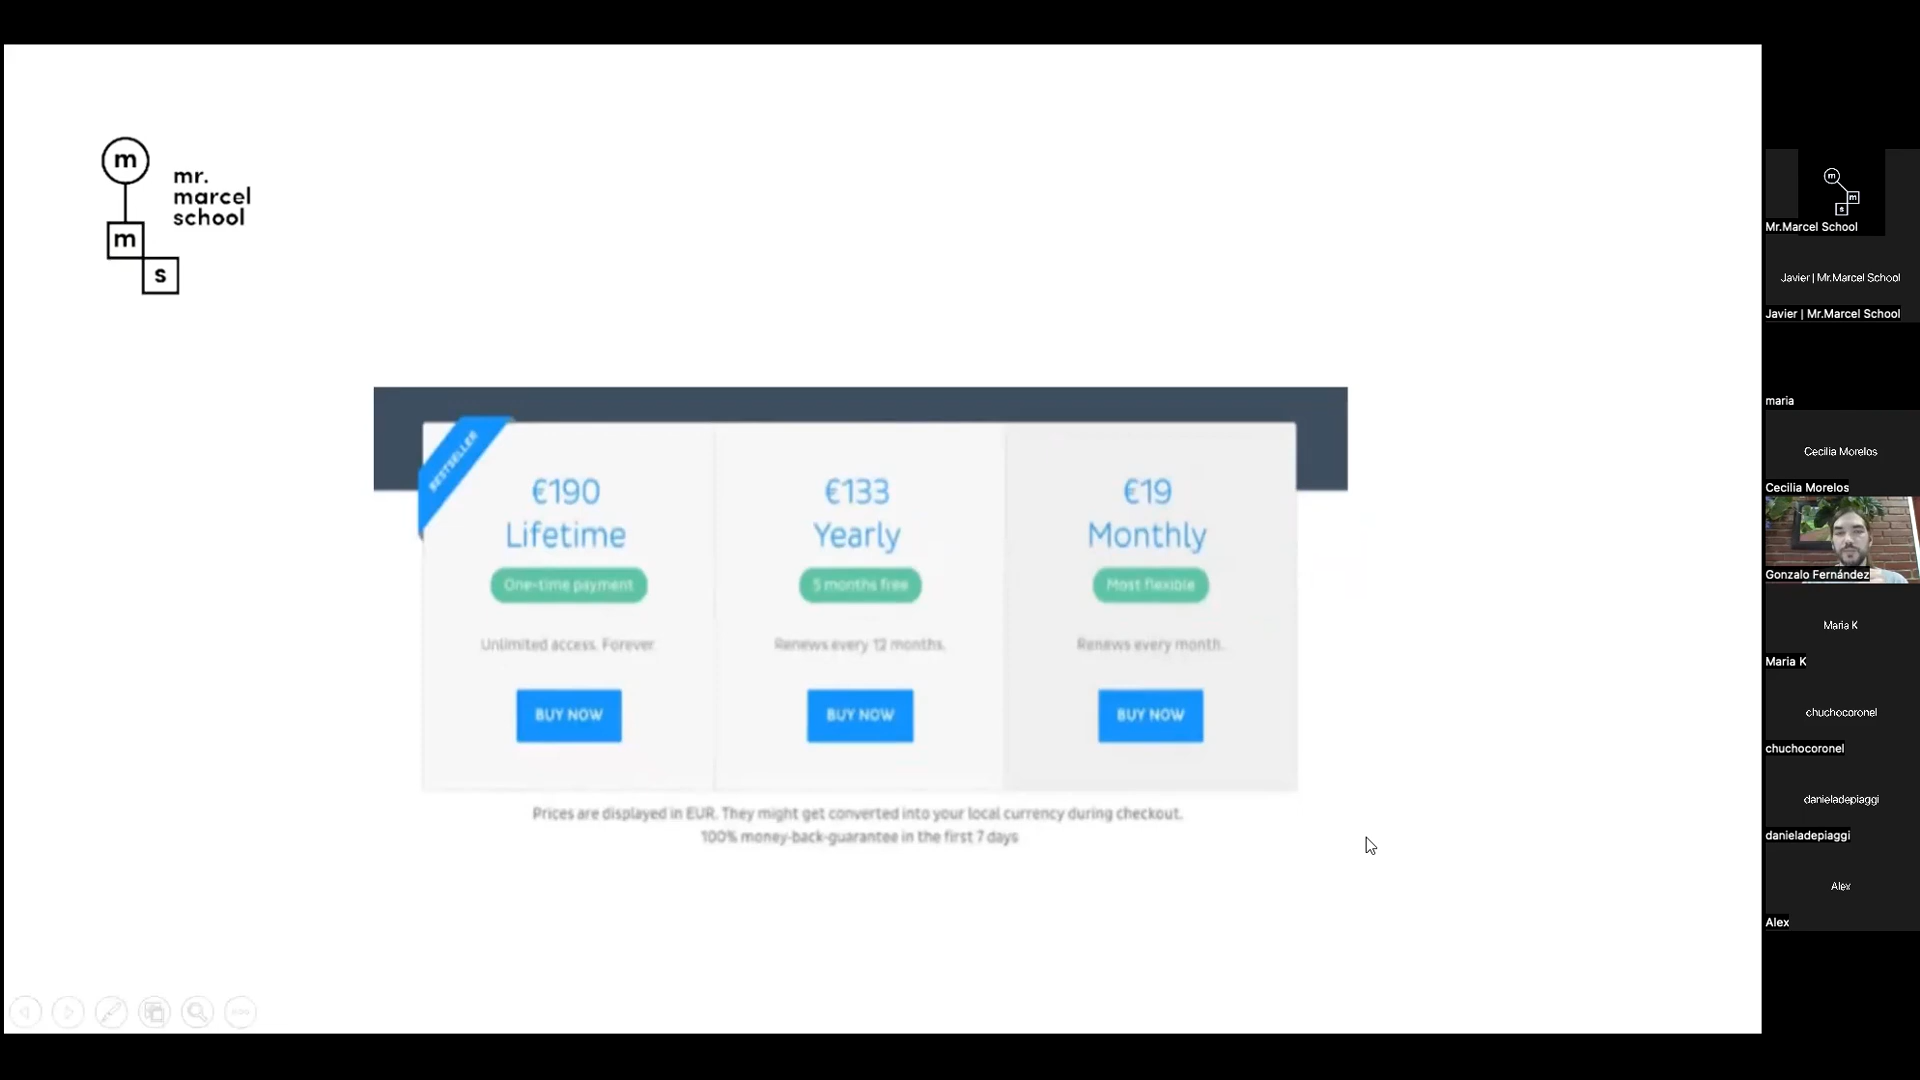 m
m
s
mr.
marcel
school
BESTSELLER
€190
Lifetime
One-time payment
Unlimited access. Forever
BUY NOW
€133
Yearly
5 months free
Renews every 12 months.
BUY NOW
€19
Monthly
Most flexible
Renews every month.
BUY NOW
Prices are displayed in EUR. They might get converted into your local currency during checkout.
100% money-back-guarantee in the first 7 days
m
m
s
Mr.Marcel School
Javier | Mr.Marcel School
Javier | Mr.Marcel School
maria
Cecilia Morelos
Cecilia Morelos
Gonzalo Fernández
Maria K
Maria K
chuchocoronel
chuchocoronel
danieladepiaggi
danieladepiaggi
Alex
Alex